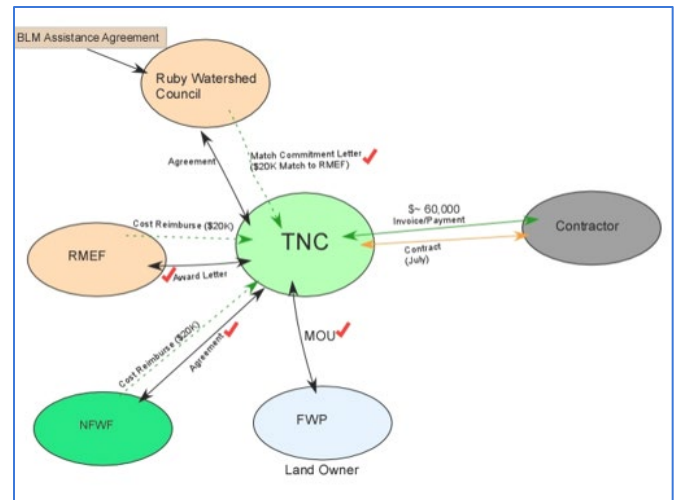 BLM Assistance Agreement
Ruby Watershed
Council
Agreement
Match Commitment Letter
($20K Match to RMEF)
Cost Reimburse ($20K)
TNC
$~ 60,000
Invoice/Payment
Contract
(July)
Contractor
RMEF
Award Letter
Cost Reimburse ($20K)
Agreement
MOU
NFWF
FWP
Land Owner